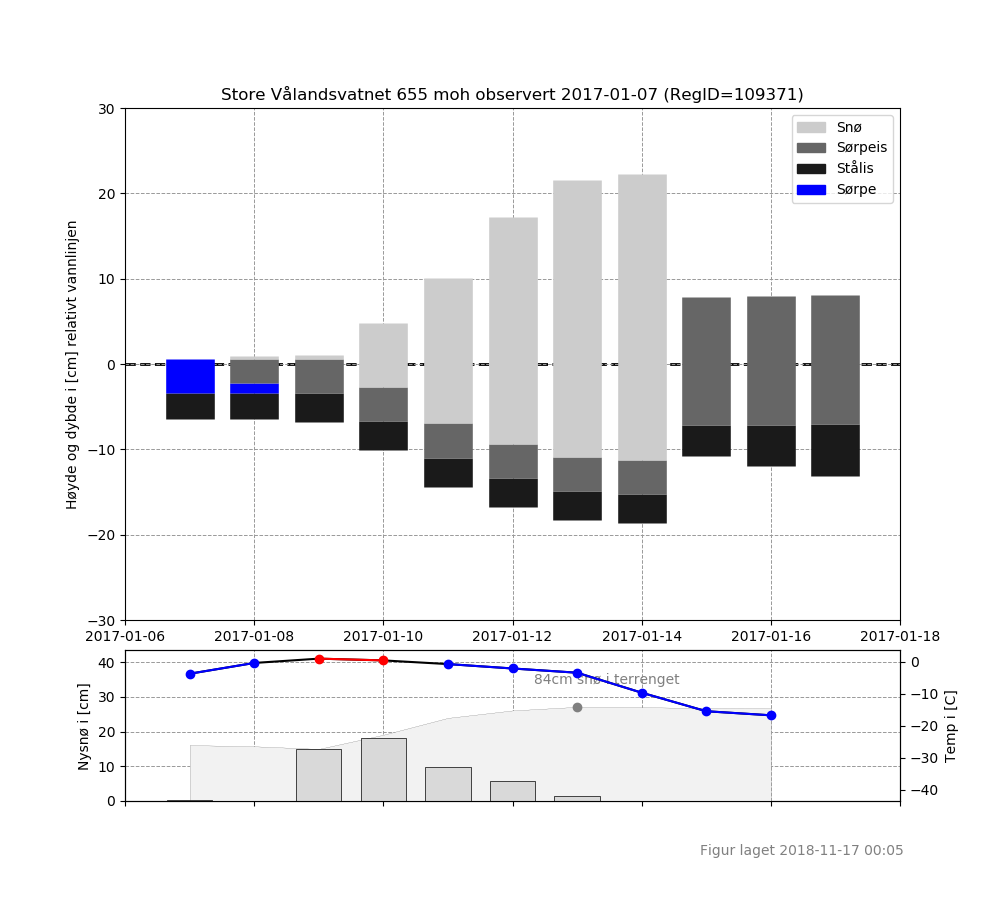 Store Vålandsvatnet 655 moh observert 2017-01-07 (RegID=109371)
Høyde og dybde i [cm] relativt vannlinjen
30
20
10
0
−10
−20
−30
Snø
Sørpeis
Stålis
Sørpe
2017-01-06 2017-01-08 2017-01-10 2017-01-12 2017-01-14 2017-01-16 2017-01-18
Nysnø i [cm]
40
30
20
10
0
84cm snø i terrenget
0
−10
−20
−30
−40
Temp i [C]
Figur laget 2018-11-17 00:05